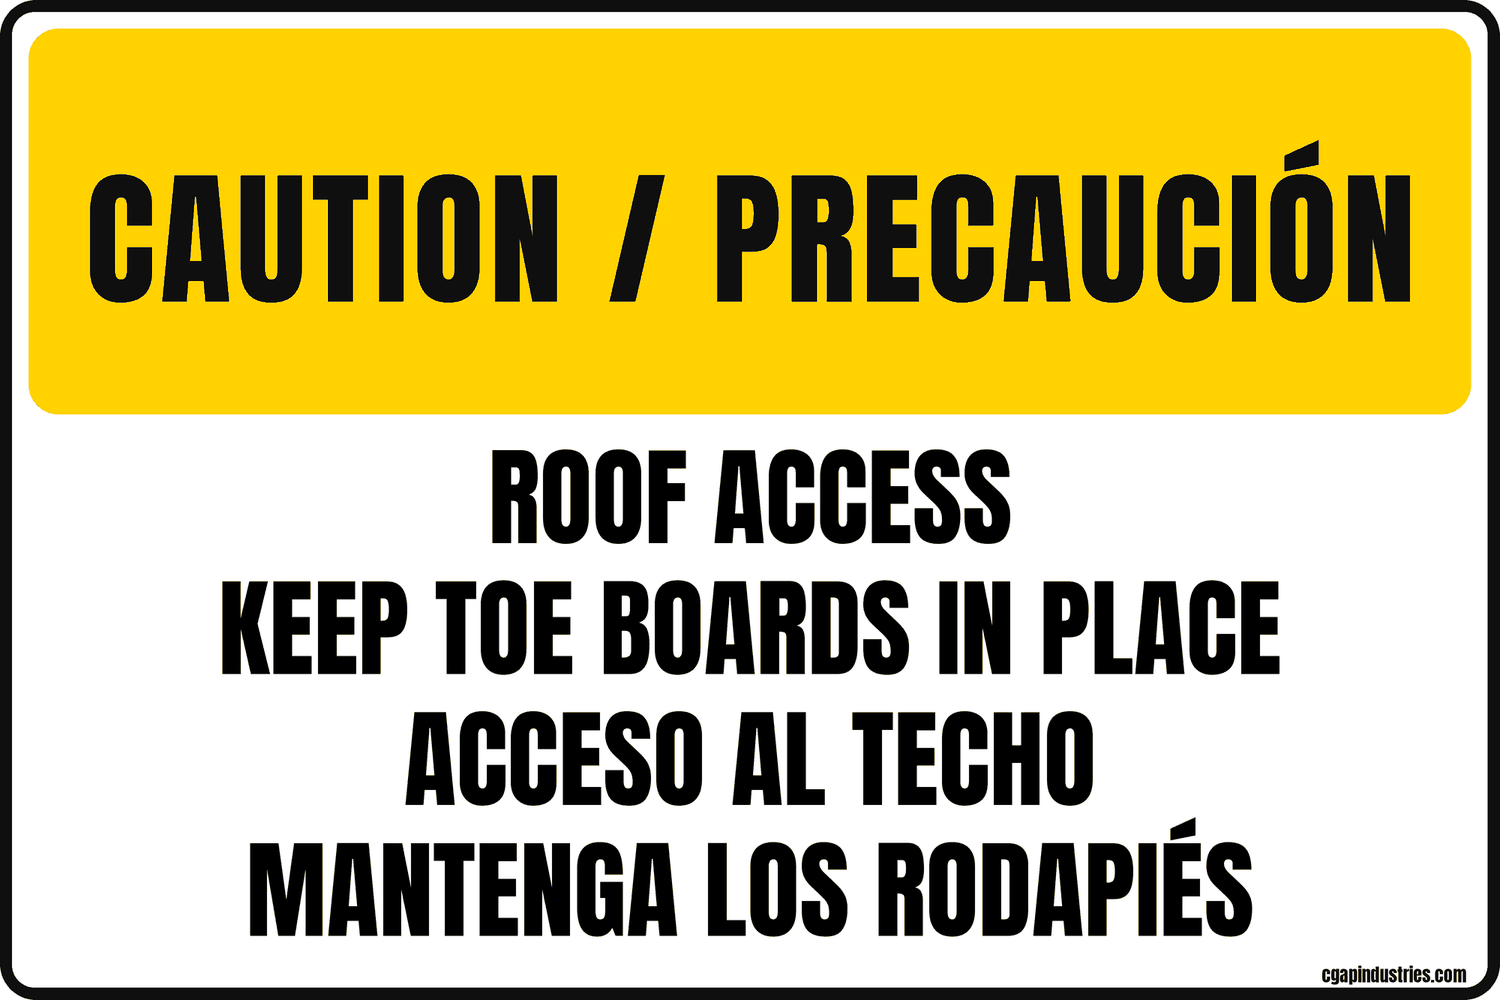 CAUTION / PRECAUCIÓN
ROOF ACCESS
KEEP TOE BOARDS IN PLACE
ACCESO AL TECHO
MANTENGA LOS RODAPIÉS
cgapindustries.com